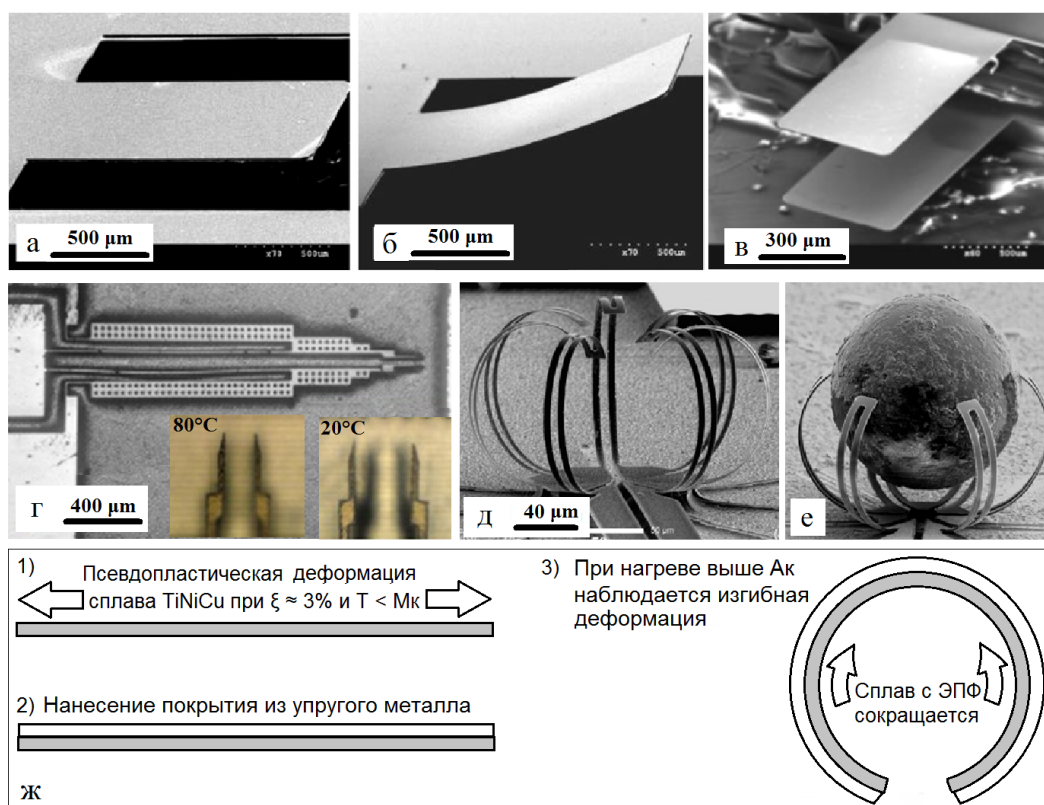 а
500 μm
x70 500um
б
500 μm
x70 500um
в
300 μm
x60 500um
80°C
20°C
г
400 μm
д
40 μm
50 μm
е
1)
Псевдопластическая деформация
сплава TiNiCu при ξ ≈ 3% и T < Мк
2) Нанесение покрытия из упругого металла
3) При нагреве выше Ак
наблюдается изгибная
деформация
Сплав с ЭПФ
сокращается
ж